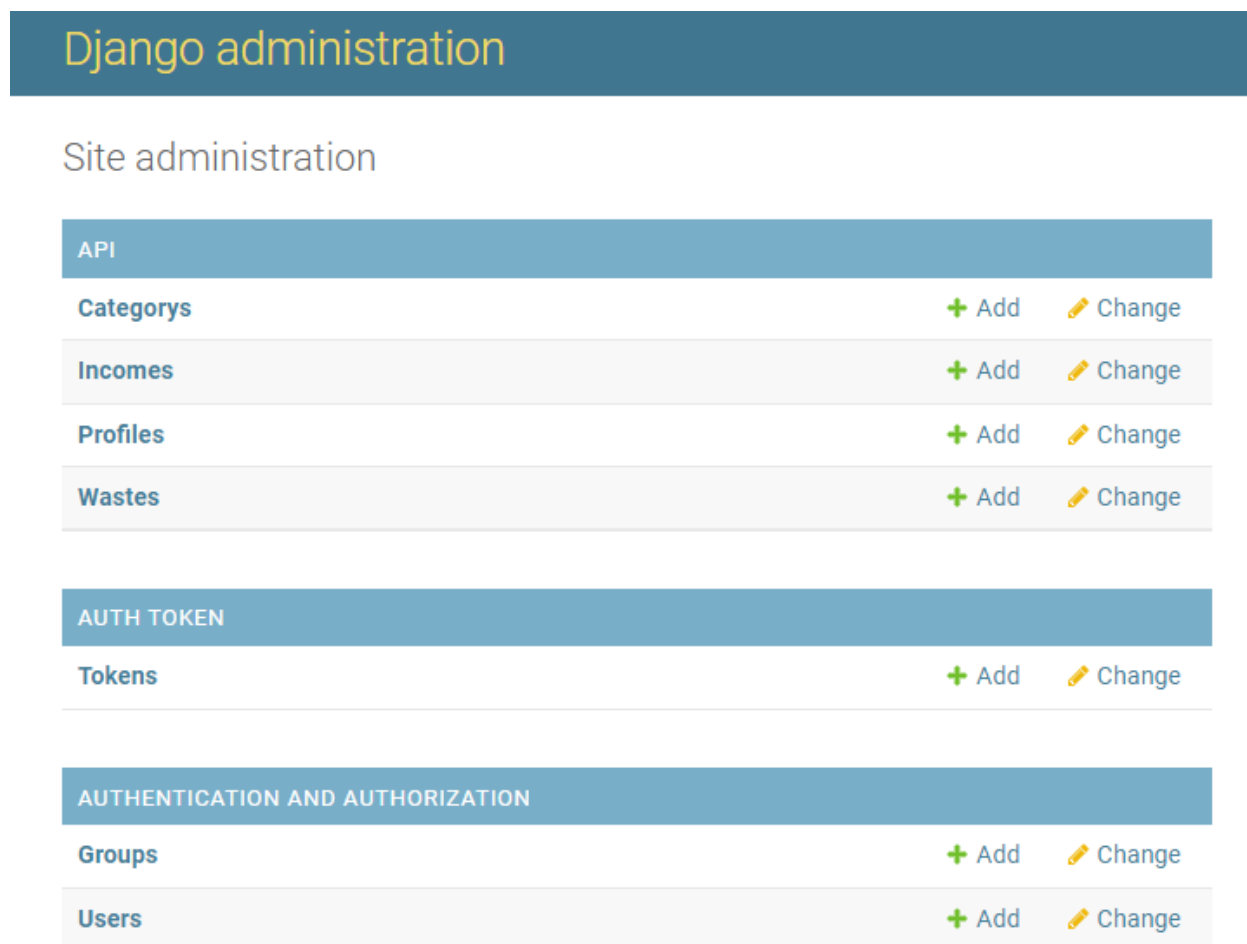 Django administration
Site administration
API
Categorys Add Change
Incomes Add Change
Profiles Add Change
Wastes Add Change
AUTH TOKEN
Tokens Add Change
AUTHENTICATION AND AUTHORIZATION
Groups Add Change
Users Add Change